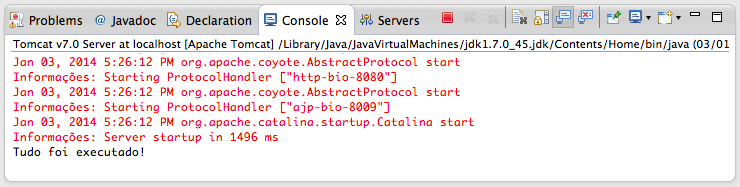 Problems @ Javadoc Declaration Console Servers
Tomcat v7.0 Server at localhost [Apache Tomcat] /Library/Java/JavaVirtualMachines/jdk1.7.0_45.jdk/Contents/Home/bin/java (03/01
Jan 03, 2014 5:26:12 PM org.apache.coyote.AbstractProtocol start
Informações: Starting ProtocolHandler ["http-bio-8080"]
Jan 03, 2014 5:26:12 PM org.apache.coyote.AbstractProtocol start
Informações: Starting ProtocolHandler ["ajp-bio-8009"]
Jan 03, 2014 5:26:12 PM org.apache.catalina.startup.Catalina start
Informações: Server startup in 1496 ms
Tudo foi executado!